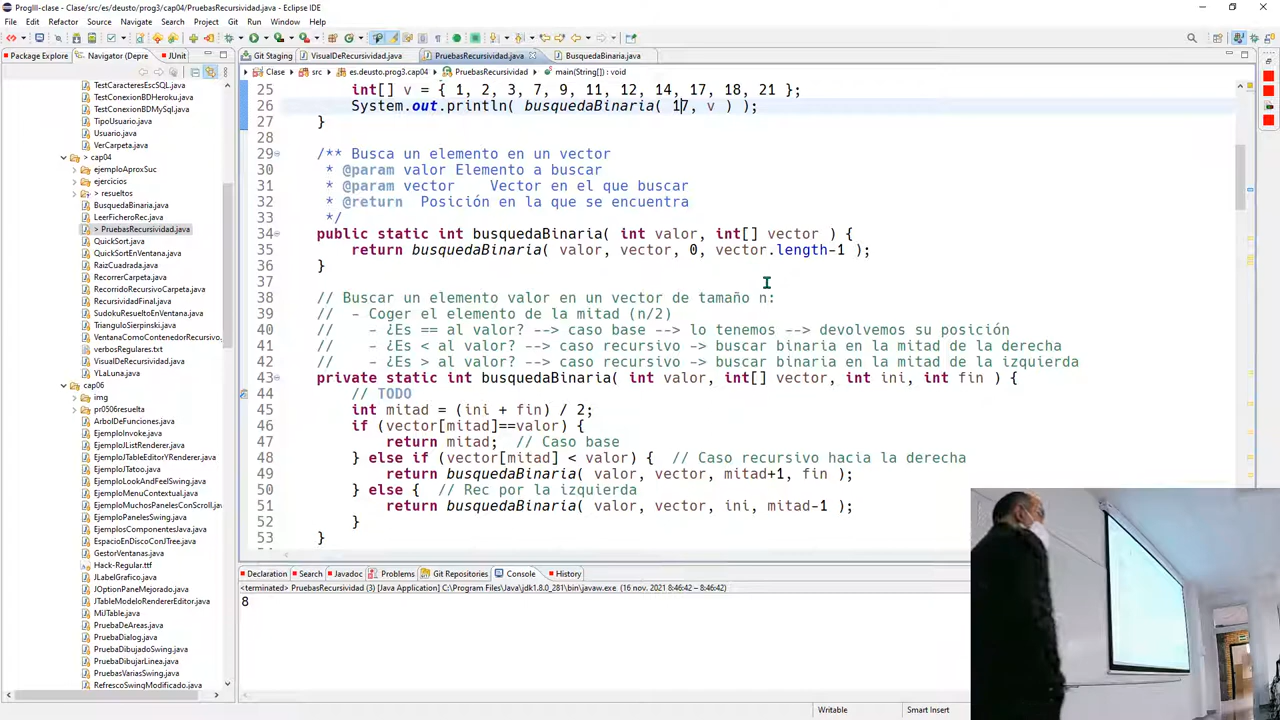 ProgIII-clase - Clase/src/es/deusto/prog3/cap04/PruebasRecursividad.java - Eclipse IDE
File Edit Refactor Source Navigate Search Project Git Run Window Help
Package Explore Navigator (Depre JUnit
Git Staging VisualDeRecursividad.java PruebasRecursividad.java BusquedaBinaria.java
Clase src es.deusto.prog3.cap04 PruebasRecursividad main(String[]) : void
TestCaracteresEscSQL.java
TestConexionBDHeroku.java
TestConexionBDMySql.java
TipoUsuario.java
Usuario.java
VerCarpeta.java
> cap04
ejemploAproxSuc
ejercicios
> resueltos
BusquedaBinaria.java
LeerFicheroRec.java
> PruebasRecursividad.java
QuickSort.java
QuickSortEnVentana.java
RaizCuadrada.java
RecorrerCarpeta.java
RecorridoRecursivoCarpeta.java
RecursividadFinal.java
SudokuResueltoEnVentana.java
TrianguloSierpinski.java
VentanaComoContenedorRecursivo.
verbosRegulares.txt
VisualDeRecursividad.java
YLaLuna.java
cap06
img
pr0506resuelta
ArbolDeFunciones.java
EjemploInvoke.java
EjemploJListRenderer.java
EjemploJTableEditorYRenderer.java
EjemploJTatoo.java
EjemploLookAndFeelSwing.java
EjemploMenuContextual.java
EjemploMuchosPanelesConScroll.java
EjemploPanelesSwing.java
EjemplosComponentesJava.java
EspacioEnDiscoConJTree.java
GestorVentanas.java
Hack-Regular.ttf
JLabelGrafico.java
JOptionPaneMejorado.java
JTableModeloRendererEditor.java
MiJTable.java
PruebaDeAreas.java
PruebaDialog.java
PruebaDibujadoSwing.java
PruebaDibujarLinea.java
PruebasVariasSwing.java
RefrescoSwingModificado.java
25 int[] v = { 1, 2, 3, 7, 9, 11, 12, 14, 17, 18, 21 };
26 System.out.println( busquedaBinaria( 17, v ) );
27 }
28
29 /** Busca un elemento en un vector
30 * @param valor Elemento a buscar
31 * @param vector Vector en el que buscar
32 * @return Posición en la que se encuentra
33 */
34 public static int busquedaBinaria( int valor, int[] vector ) {
35 return busquedaBinaria( valor, vector, 0, vector.length-1 );
36 }
37
38 // Buscar un elemento valor en un vector de tamaño n:
39 // - Coger el elemento de la mitad (n/2)
40 // - ¿Es == al valor? --> caso base --> lo tenemos --> devolvemos su posición
41 // - ¿Es < al valor? --> caso recursivo -> buscar binaria en la mitad de la derecha
42 // - ¿Es > al valor? --> caso recursivo -> buscar binaria en la mitad de la izquierda
43 private static int busquedaBinaria( int valor, int[] vector, int ini, int fin ) {
44 // TODO
45 int mitad = (ini + fin) / 2;
46 if (vector[mitad]==valor) {
47 return mitad; // Caso base
48 } else if (vector[mitad] < valor) { // Caso recursivo hacia la derecha
49 return busquedaBinaria( valor, vector, mitad+1, fin );
50 } else { // Rec por la izquierda
51 return busquedaBinaria( valor, vector, ini, mitad-1 );
52 }
53 }
Declaration Search Javadoc Problems Git Repositories Console History
<terminated> PruebasRecursividad (3) [Java Application] C:\Program Files\Java\jdk1.8.0_281\bin\javaw.exe (16 nov. 2021 8:46:42 – 8:46:42)
8
Writable Smart Insert